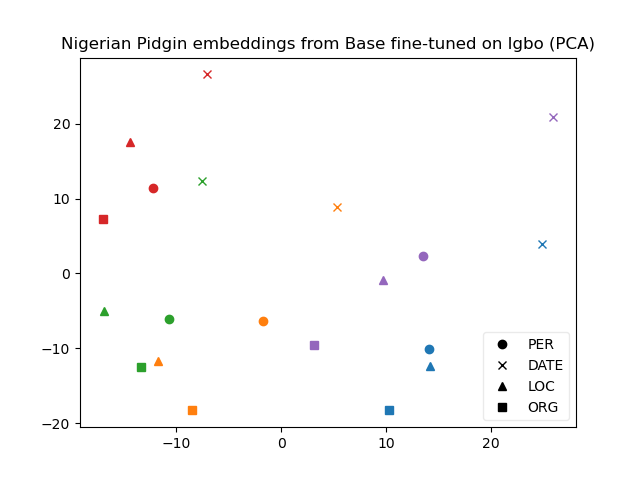 Nigerian Pidgin embeddings from Base fine-tuned on Igbo (PCA)
20
10
0
−10
−20
−10
0
10
20
PER
DATE
LOC
ORG